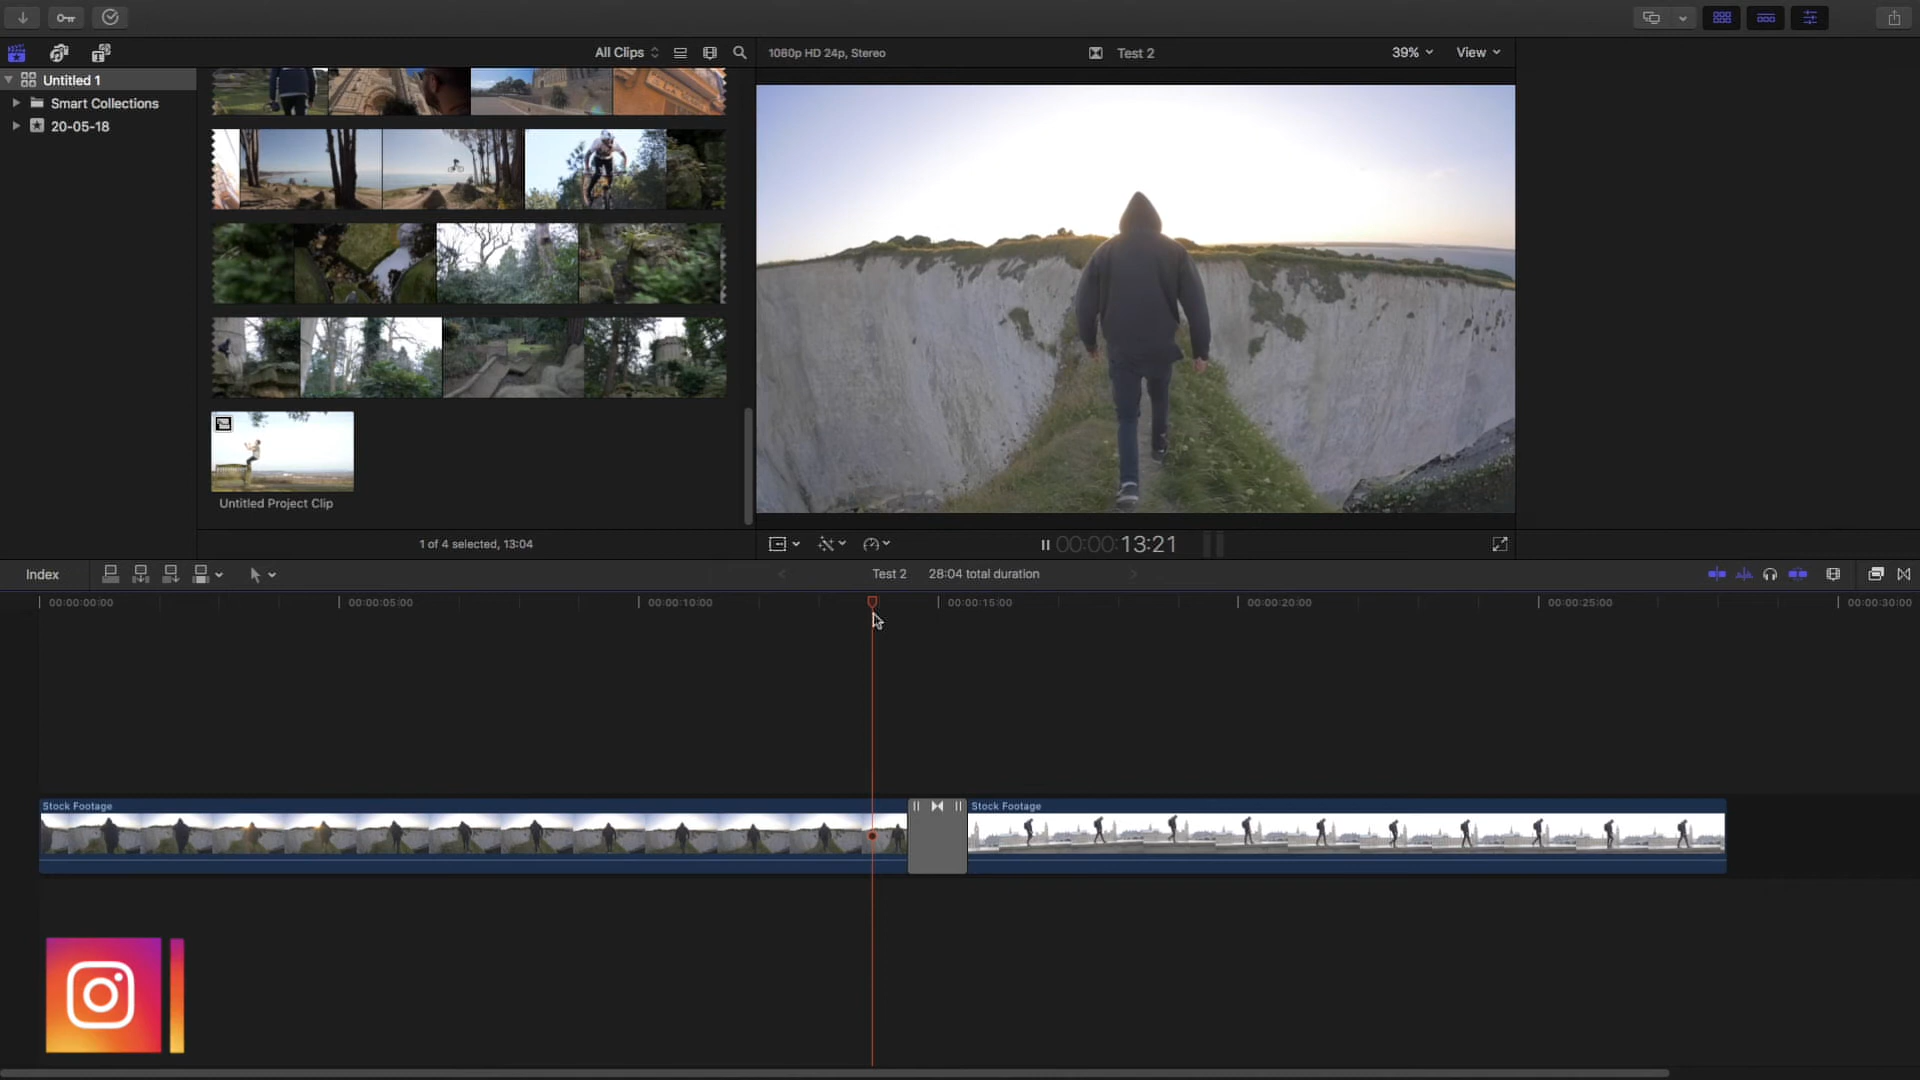 All Clips
1080p HD 24p, Stereo
Test 2
39%
View
Untitled 1
Smart Collections
20-05-18
Untitled Project Clip
1 of 4 selected, 13:04
00:00:13:21
Index
Test 2
28:04 total duration
00:00:00:00
00:00:05:00
00:00:10:00
00:00:15:00
00:00:20:00
00:00:25:00
00:00:30:00
Stock Footage
Stock Footage